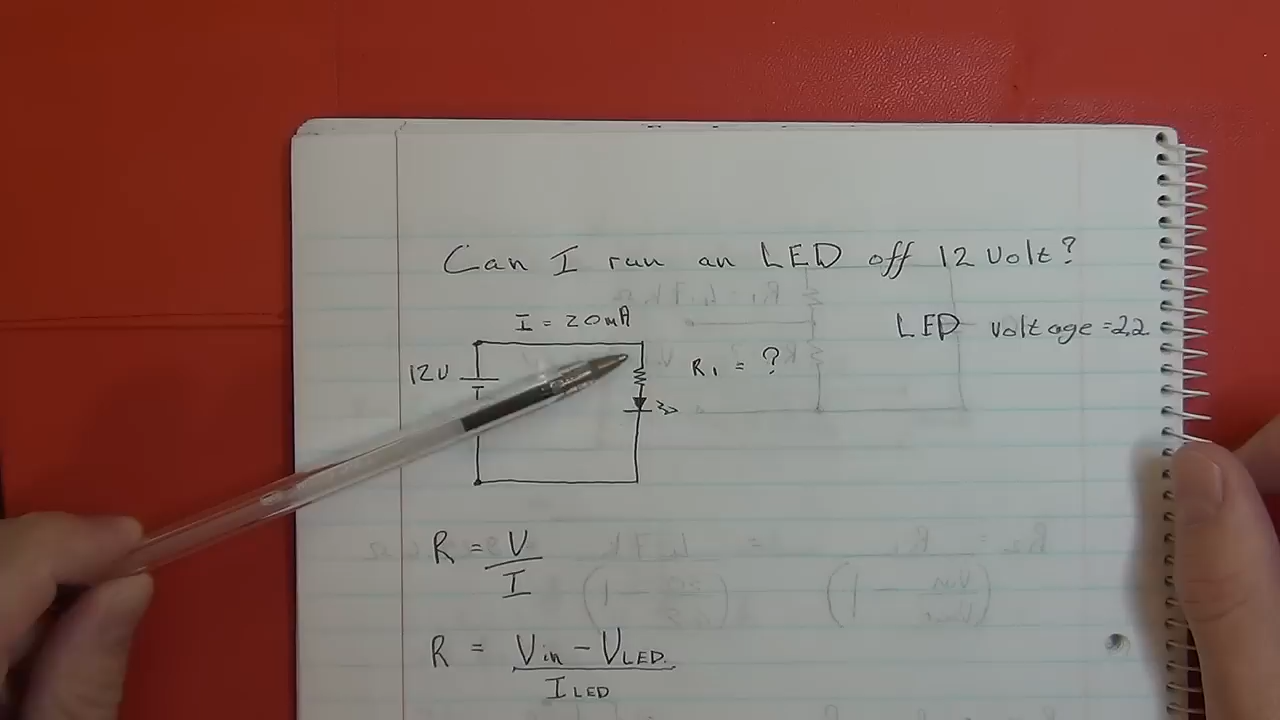 Can I run an LED off 12 Volt?
I = 20mA
LED voltage = 2.2
12V
R1 = ?
R = V / I
R = Vin - VLED / ILED